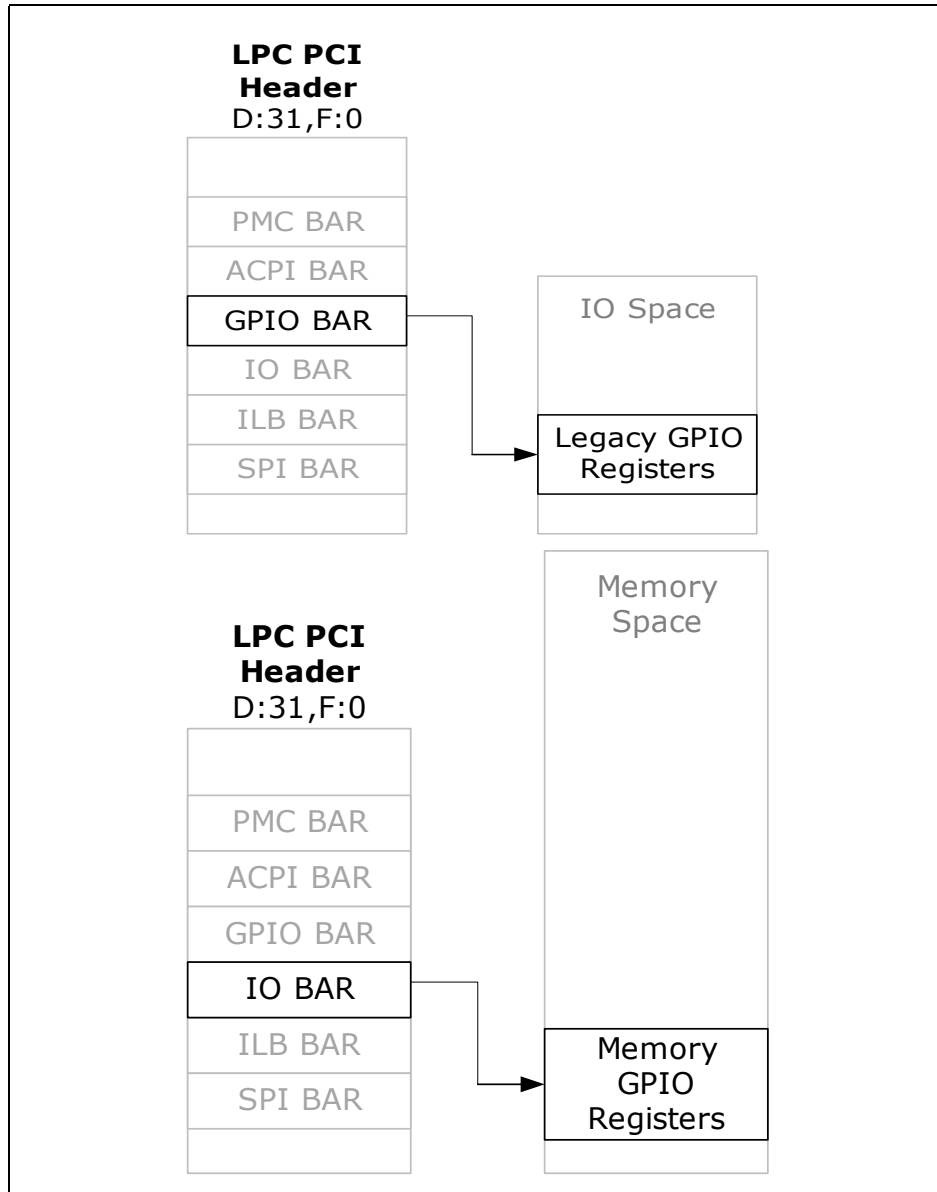 LPC PCI
Header
D:31,F:0
PMC BAR
ACPI BAR
GPIO BAR
IO BAR
ILB BAR
SPI BAR
IO Space
Legacy GPIO
Registers
Memory
Space
LPC PCI
Header
D:31,F:0
PMC BAR
ACPI BAR
GPIO BAR
IO BAR
ILB BAR
SPI BAR
Memory
GPIO
Registers